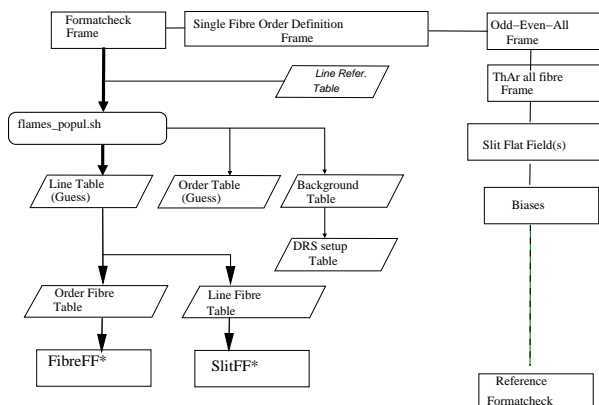 Formatcheck
Frame
Single Fibre Order Definition
Frame
Odd−Even−All
Frame
Line Refer.
Table
ThAr all fibre
Frame
flames_popul.sh
Slit Flat Field(s)
Line Table
(Guess)
Order Table
(Guess)
Background
Table
Biases
DRS setup
Table
Order Fibre
Table
Line Fibre
Table
FibreFF*
SlitFF*
Reference
Formatcheck